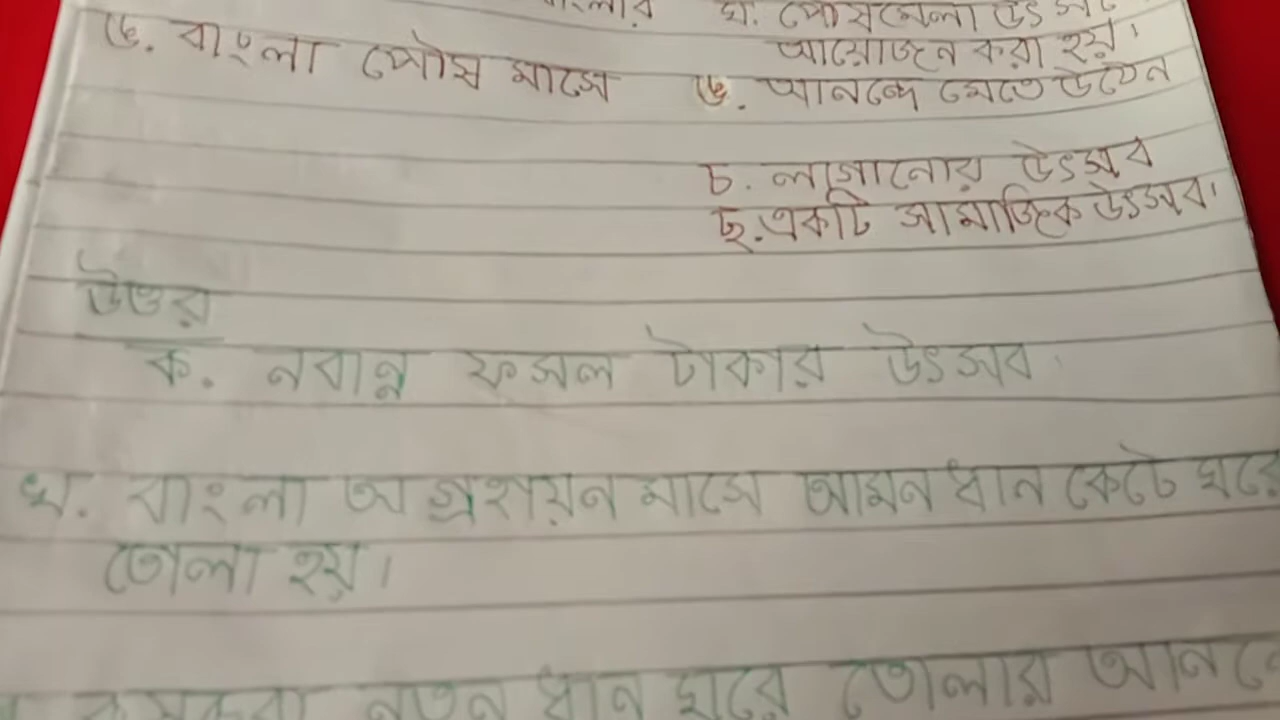 ঘ. পৌষমেলা উৎসব
আয়োজন করা হয়।
ঙ. বাংলা পৌষ মাসে
ঙ. আনন্দে মেতে উঠেন
চ. লাগানোর উৎসব
ছ. একটি সামাজিক উৎসব।
উত্তর
ক. নবান্ন ফসল টাকার উৎসব।
খ. বাংলা অগ্রহায়ন মাসে আমন ধান কেটে ঘরে
তোলা হয়।
কৃষকরা নতুন ধান ঘরে তোলার